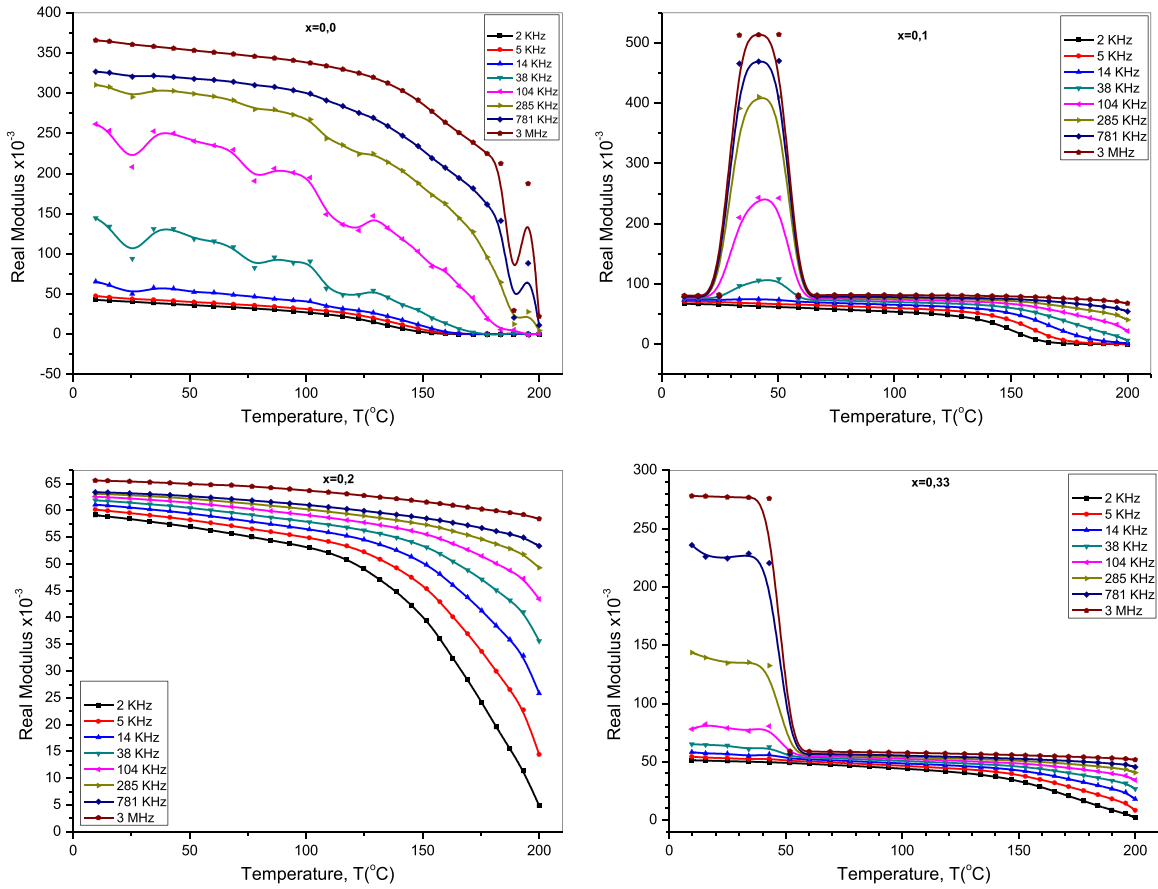 x=0,0
2 KHz
5 KHz
14 KHz
38 KHz
104 KHz
285 KHz
781 KHz
3 MHz
400
350
300
250
200
150
100
50
0
-50
Real Modulus x10⁻³
0
50
100
150
200
Temperature, T(°C)
x=0,1
2 KHz
5 KHz
14 KHz
38 KHz
104 KHz
285 KHz
781 KHz
3 MHz
500
400
300
200
100
0
Real Modulus x10⁻³
0
50
100
150
200
Temperature, T(°C)
x=0,2
65
60
55
50
45
40
35
30
25
20
15
10
5
0
Real Modulus x10⁻³
2 KHz
5 KHz
14 KHz
38 KHz
104 KHz
285 KHz
781 KHz
3 MHz
0
50
100
150
200
Temperature, T(°C)
x=0,33
2 KHz
5 KHz
14 KHz
38 KHz
104 KHz
285 KHz
781 KHz
3 MHz
300
250
200
150
100
50
0
Real Modulus x10⁻³
0
50
100
150
200
Temperature, T(°C)